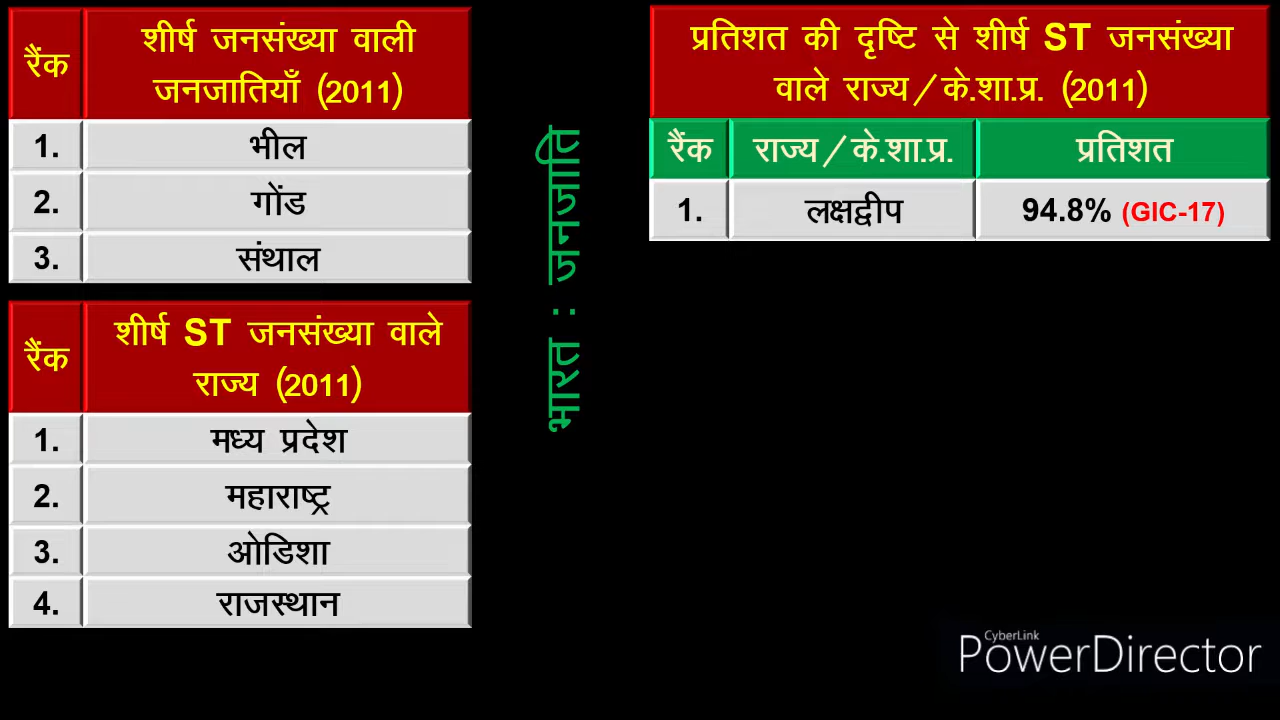 रैंक
शीर्ष जनसंख्या वाली
जनजातियाँ (2011)
1. भील
2. गोंड
3. संथाल
रैंक
शीर्ष ST जनसंख्या वाले
राज्य (2011)
1. मध्य प्रदेश
2. महाराष्ट्र
3. ओडिशा
4. राजस्थान
भारत : जनजाति
प्रतिशत की दृष्टि से शीर्ष ST जनसंख्या
वाले राज्य/के.शा.प्र. (2011)
रैंक राज्य/के.शा.प्र. प्रतिशत
1. लक्षद्वीप 94.8% (GIC-17)
CyberLink
PowerDirector